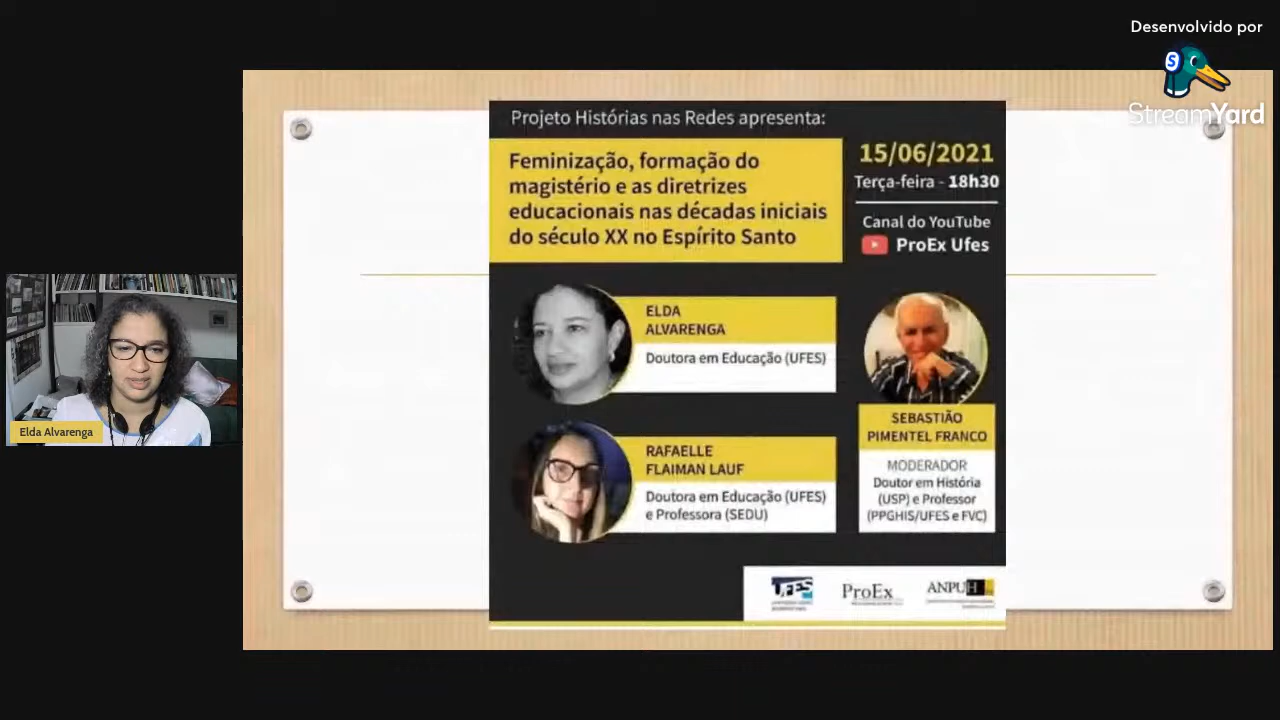 Desenvolvido por
StreamYard
Projeto Histórias nas Redes apresenta:
Feminização, formação do
magistério e as diretrizes
educacionais nas décadas iniciais
do século XX no Espírito Santo
15/06/2021
Terça-feira - 18h30
Canal do YouTube
ProEx Ufes
ELDA
ALVARENGA
Doutora em Educação (UFES)
RAFAELLE
FLAIMAN LAUF
Doutora em Educação (UFES)
e Professora (SEDU)
SEBASTIÃO
PIMENTEL FRANCO
MODERADOR
Doutor em História
(USP) e Professor
(PPGHIS/UFES e FVC)
UFES
ProEx
ANPUH
Elda Alvarenga